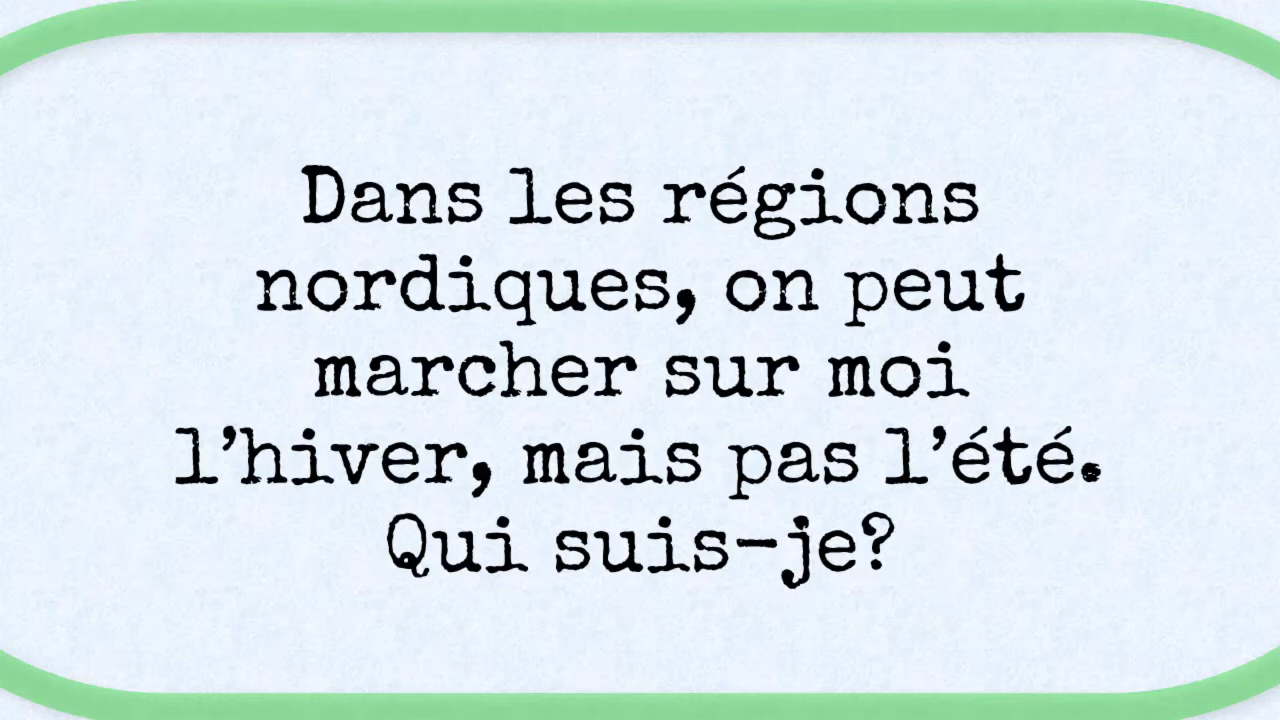 Dans les régions
nordiques, on peut
marcher sur moi
l’hiver, mais pas l’été.
Qui suis-je?